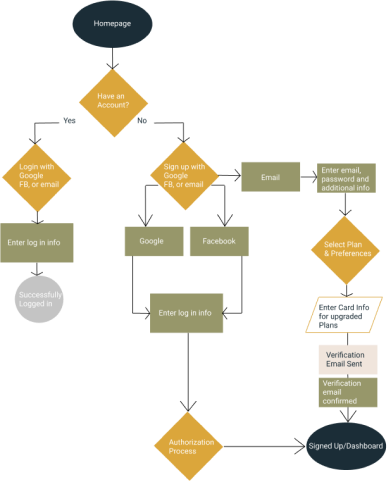 Homepage
Have an
Account?
Yes
No
Login with
Google
FB, or email
Sign up with
Google
FB, or email
Email
Enter email,
password and
additional info
Enter log in info
Google
Facebook
Select Plan
& Preferences
Successfully
Logged in
Enter log in info
Enter Card Info
for upgraded
Plans
Verification
Email Sent
Verification
email
confirmed
Authorization
Process
Signed Up/Dashboard